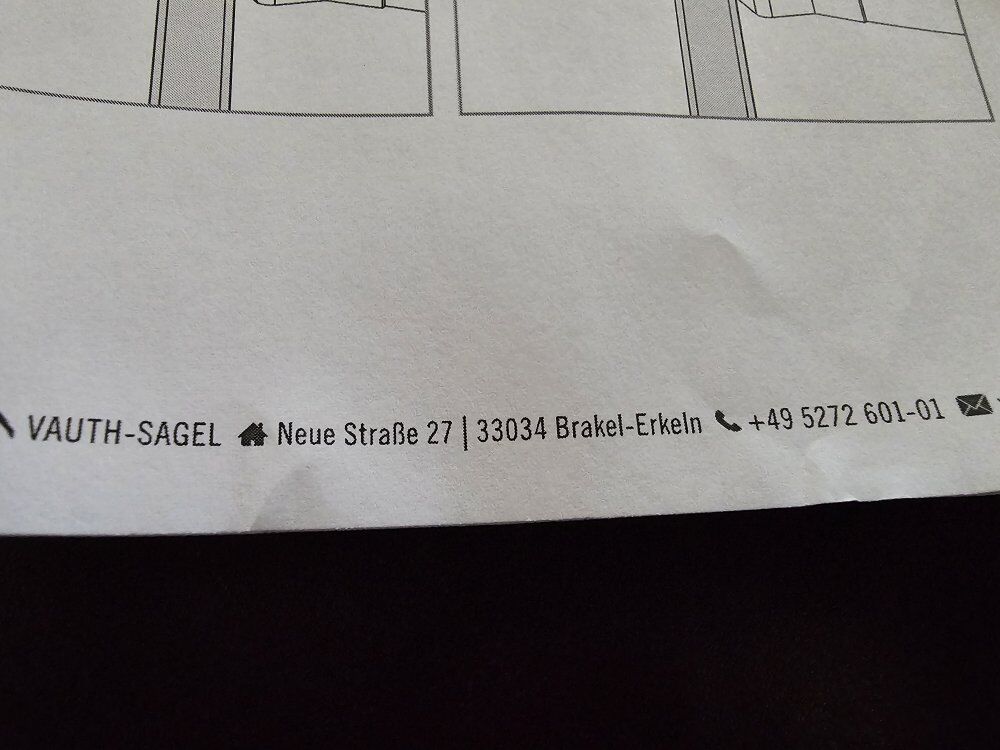 VAUTH-SAGEL Neue Straße 27 | 33034 Brakel-Erkeln +49 5272 601-01